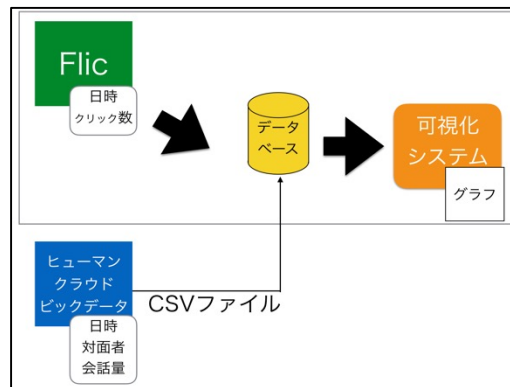 Flic
日時
クリック数
データ
ベース
可視化
システム
グラフ
ヒューマン
クラウド
ビックデータ
CSVファイル
日時
対面者
会話量